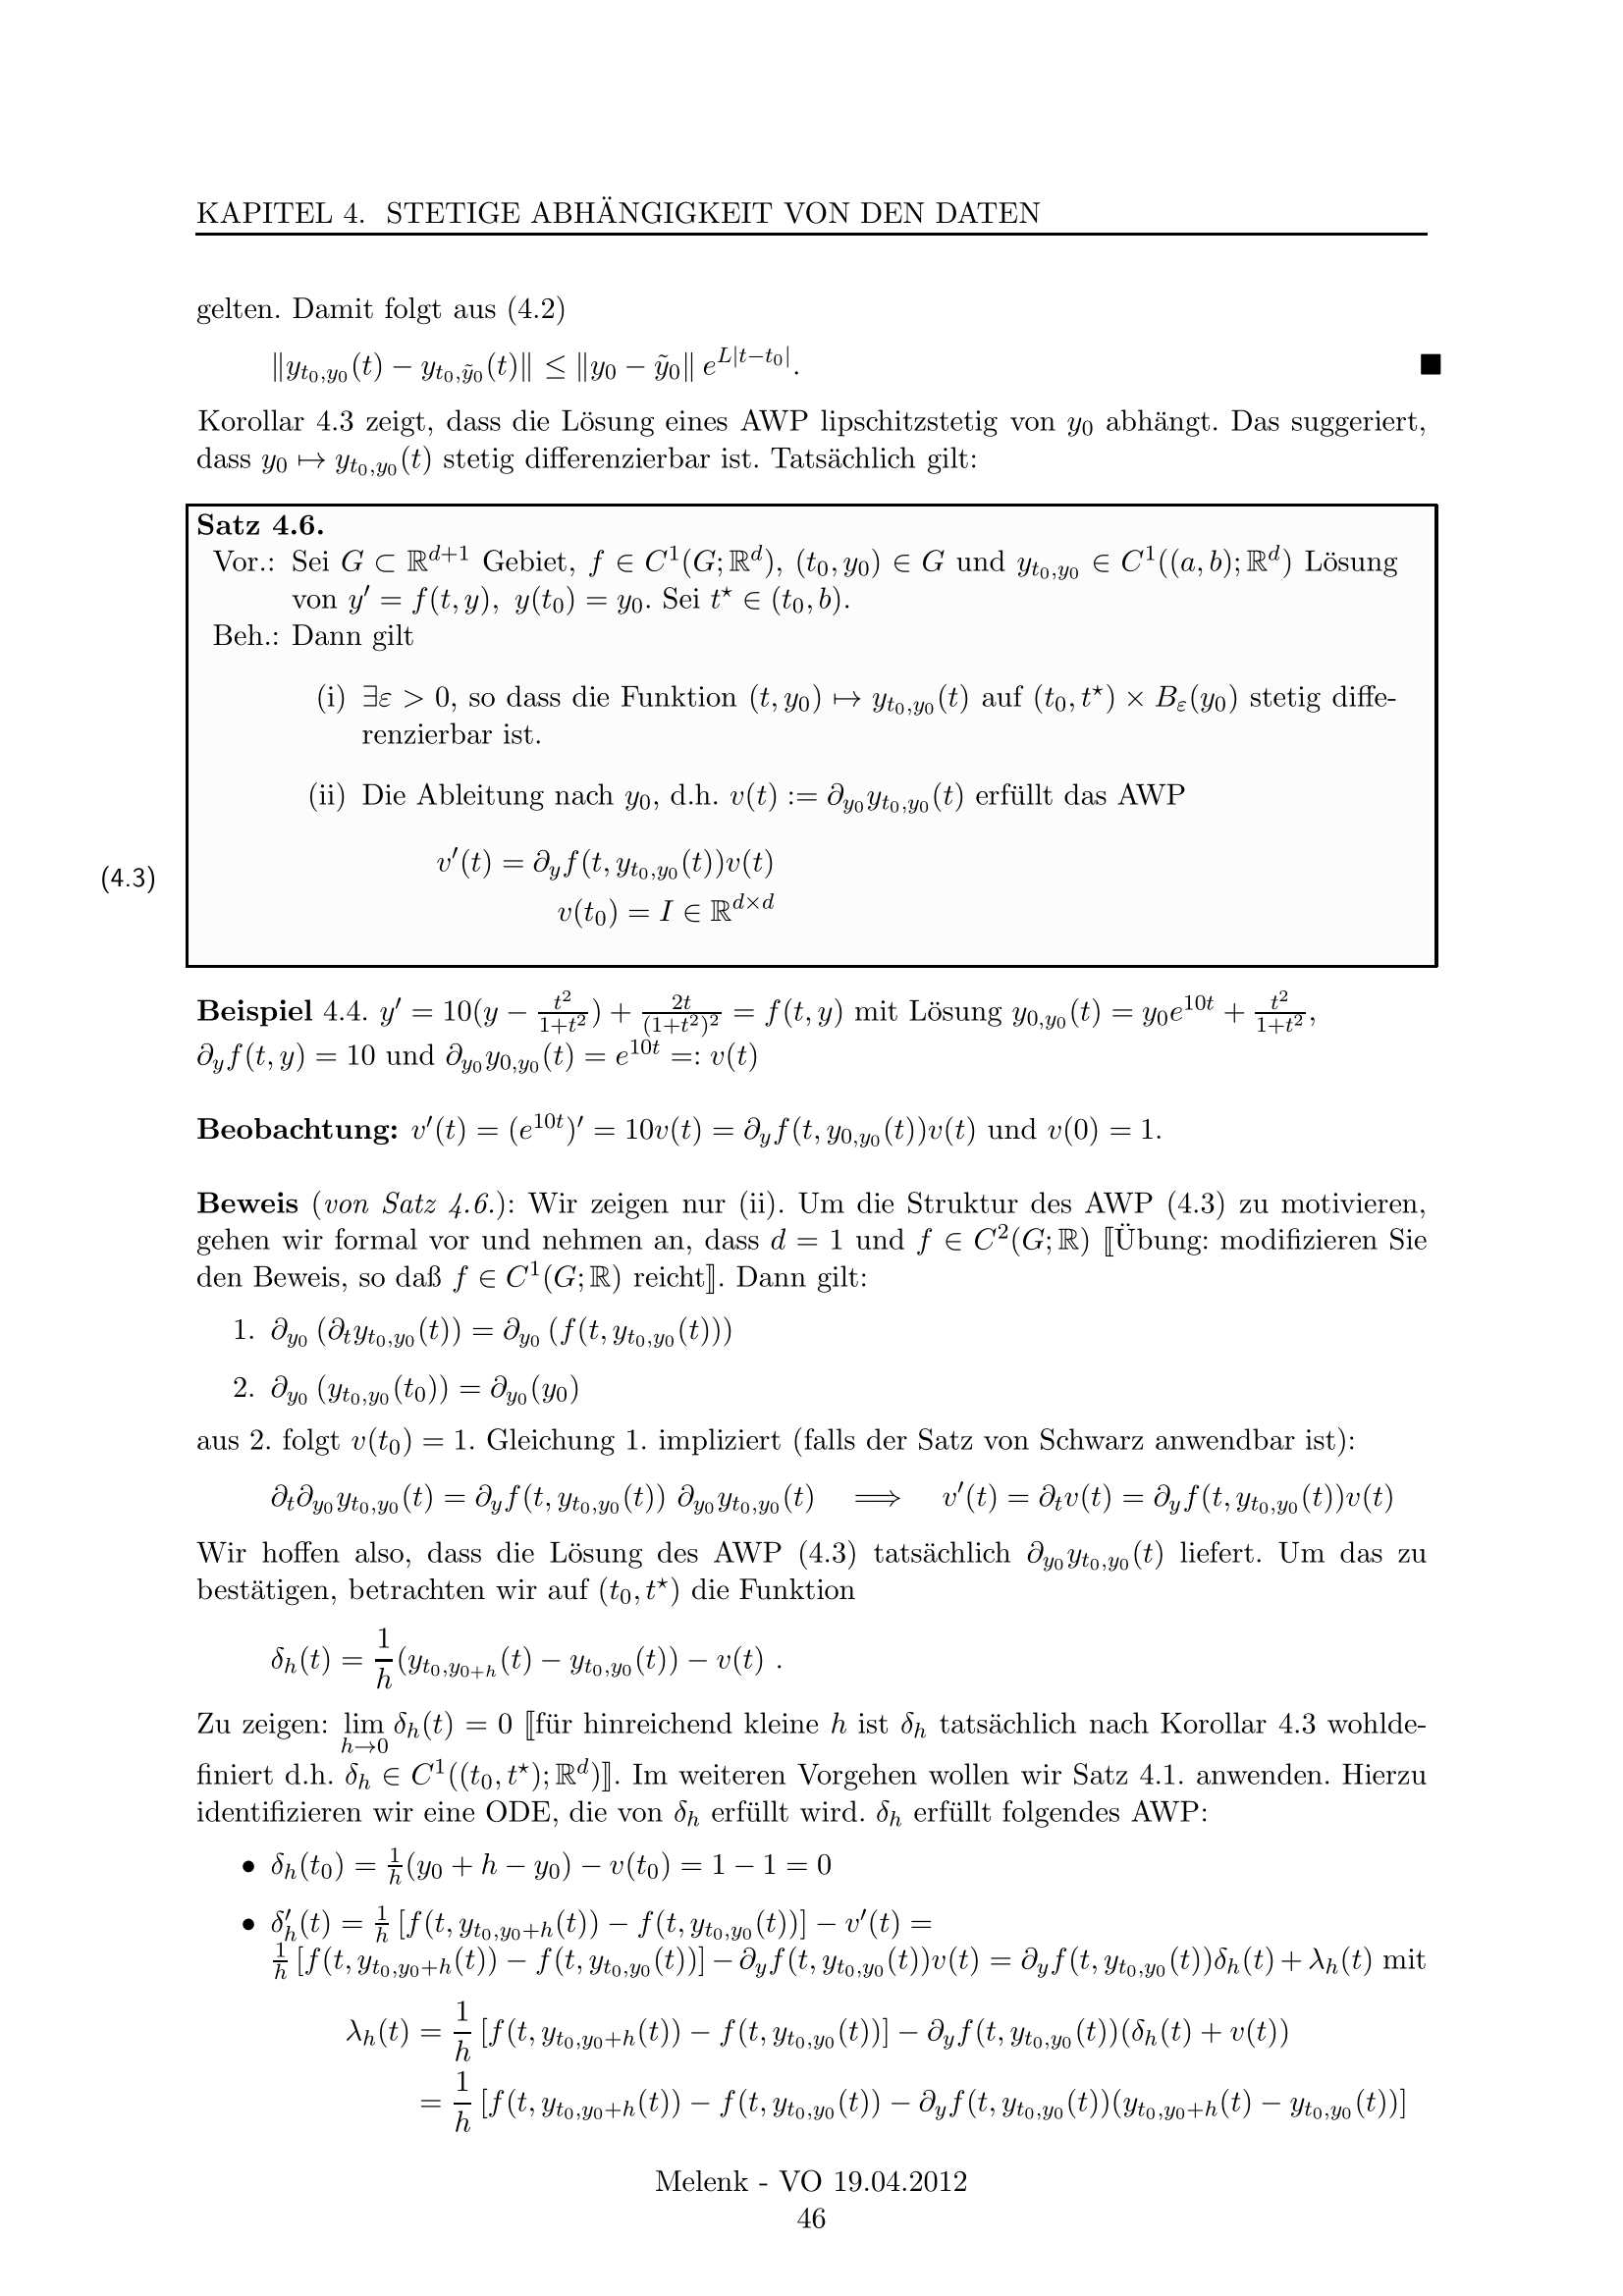 KAPITEL 4. STETIGE ABHÄNGIGKEIT VON DEN DATEN
gelten. Damit folgt aus (4.2)
$\|y_{t_0,y_0}(t) - y_{t_0,\tilde{y}_0}(t)\| \leq \|y_0 - \tilde{y}_0\| \, e^{L|t-t_0|}$. ■
Korollar 4.3 zeigt, dass die Lösung eines AWP lipschitzstetig von $y_0$ abhängt. Das suggeriert,
dass $y_0 \mapsto y_{t_0,y_0}(t)$ stetig differenzierbar ist. Tatsächlich gilt:
Satz 4.6.
Vor.: Sei $G \subset \mathbb{R}^{d+1}$ Gebiet, $f \in C^1(G;\mathbb{R}^d)$, $(t_0, y_0) \in G$ und $y_{t_0,y_0} \in C^1((a,b);\mathbb{R}^d)$ Lösung
von $y' = f(t,y),\ y(t_0) = y_0$. Sei $t^\star \in (t_0, b)$.
Beh.: Dann gilt
(i) $\exists \varepsilon > 0$, so dass die Funktion $(t, y_0) \mapsto y_{t_0,y_0}(t)$ auf $(t_0, t^\star) \times B_\varepsilon(y_0)$ stetig diffe-
renzierbar ist.
(ii) Die Ableitung nach $y_0$, d.h. $v(t) := \partial_{y_0} y_{t_0,y_0}(t)$ erfüllt das AWP
$v'(t) = \partial_y f(t, y_{t_0,y_0}(t)) v(t)$
(4.3)
$v(t_0) = I \in \mathbb{R}^{d \times d}$
Beispiel 4.4. $y' = 10(y - \frac{t^2}{1+t^2}) + \frac{2t}{(1+t^2)^2} = f(t,y)$ mit Lösung $y_{0,y_0}(t) = y_0 e^{10t} + \frac{t^2}{1+t^2}$,
$\partial_y f(t,y) = 10$ und $\partial_{y_0} y_{0,y_0}(t) = e^{10t} =: v(t)$
Beobachtung: $v'(t) = (e^{10t})' = 10v(t) = \partial_y f(t, y_{0,y_0}(t)) v(t)$ und $v(0) = 1$.
Beweis (von Satz 4.6.): Wir zeigen nur (ii). Um die Struktur des AWP (4.3) zu motivieren,
gehen wir formal vor und nehmen an, dass $d = 1$ und $f \in C^2(G;\mathbb{R})$ ⟦Übung: modifizieren Sie
den Beweis, so daß $f \in C^1(G;\mathbb{R})$ reicht⟧. Dann gilt:
1. $\partial_{y_0} (\partial_t y_{t_0,y_0}(t)) = \partial_{y_0} (f(t, y_{t_0,y_0}(t)))$
2. $\partial_{y_0} (y_{t_0,y_0}(t_0)) = \partial_{y_0}(y_0)$
aus 2. folgt $v(t_0) = 1$. Gleichung 1. impliziert (falls der Satz von Schwarz anwendbar ist):
$\partial_t \partial_{y_0} y_{t_0,y_0}(t) = \partial_y f(t, y_{t_0,y_0}(t)) \ \partial_{y_0} y_{t_0,y_0}(t) \quad \Longrightarrow \quad v'(t) = \partial_t v(t) = \partial_y f(t, y_{t_0,y_0}(t)) v(t)$
Wir hoffen also, dass die Lösung des AWP (4.3) tatsächlich $\partial_{y_0} y_{t_0,y_0}(t)$ liefert. Um das zu
bestätigen, betrachten wir auf $(t_0, t^\star)$ die Funktion
$\delta_h(t) = \frac{1}{h}(y_{t_0,y_{0+h}}(t) - y_{t_0,y_0}(t)) - v(t)$ .
Zu zeigen: $\lim_{h \to 0} \delta_h(t) = 0$ ⟦für hinreichend kleine $h$ ist $\delta_h$ tatsächlich nach Korollar 4.3 wohlde-
finiert d.h. $\delta_h \in C^1((t_0, t^\star);\mathbb{R}^d)$⟧. Im weiteren Vorgehen wollen wir Satz 4.1. anwenden. Hierzu
identifizieren wir eine ODE, die von $\delta_h$ erfüllt wird. $\delta_h$ erfüllt folgendes AWP:
• $\delta_h(t_0) = \frac{1}{h}(y_0 + h - y_0) - v(t_0) = 1 - 1 = 0$
• $\delta_h'(t) = \frac{1}{h} [f(t, y_{t_0,y_0+h}(t)) - f(t, y_{t_0,y_0}(t))] - v'(t) =$
$\frac{1}{h} [f(t, y_{t_0,y_0+h}(t)) - f(t, y_{t_0,y_0}(t))] - \partial_y f(t, y_{t_0,y_0}(t)) v(t) = \partial_y f(t, y_{t_0,y_0}(t)) \delta_h(t) + \lambda_h(t)$ mit
$\lambda_h(t) = \frac{1}{h} [f(t, y_{t_0,y_0+h}(t)) - f(t, y_{t_0,y_0}(t))] - \partial_y f(t, y_{t_0,y_0}(t))(\delta_h(t) + v(t))$
$= \frac{1}{h} [f(t, y_{t_0,y_0+h}(t)) - f(t, y_{t_0,y_0}(t)) - \partial_y f(t, y_{t_0,y_0}(t))(y_{t_0,y_0+h}(t) - y_{t_0,y_0}(t))]$
Melenk - VO 19.04.2012
46